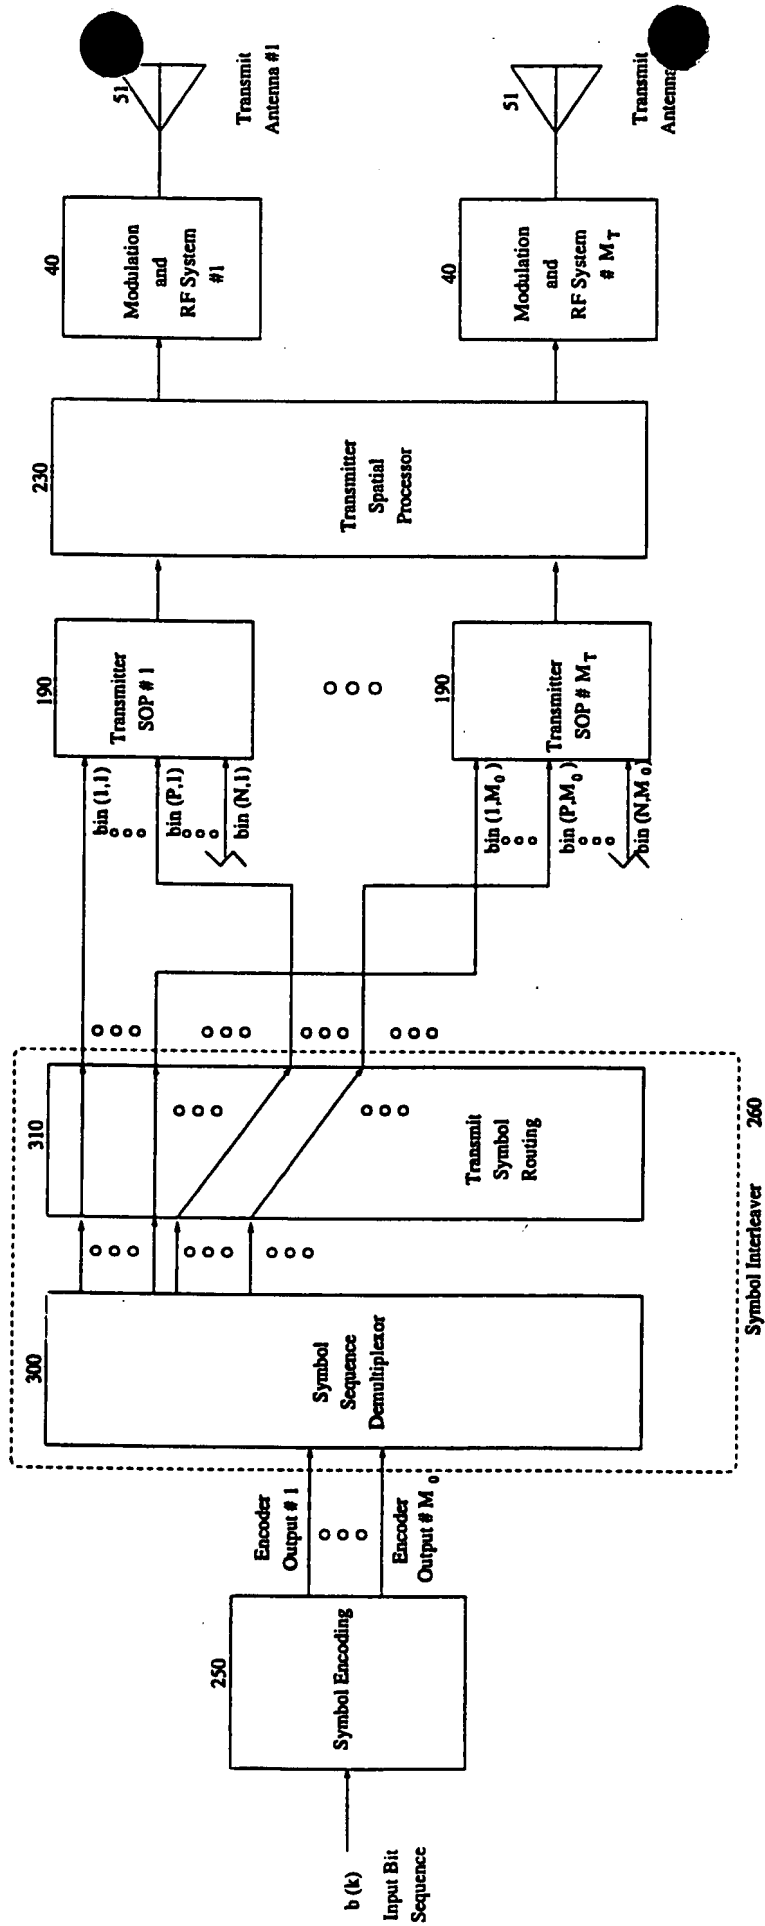 b (k)
Input Bit
Sequence
250
Symbol Encoding
Encoder
Output # 1
Encoder
Output # M 0
300
Symbol
Sequence
Demultiplexor
310
Transmit
Symbol
Routing
Symbol Interleaver 260
bin (1,1)
bin (P,1)
bin (N,1)
bin (1,M0)
bin (P,M0)
bin (N,M0)
190
Transmitter
SOP # 1
190
Transmitter
SOP # MT
230
Transmitter
Spatial
Processor
40
Modulation
and
RF System
#1
40
Modulation
and
RF System
# MT
51
Transmit
Antenna #1
51
Transmit
Antenna